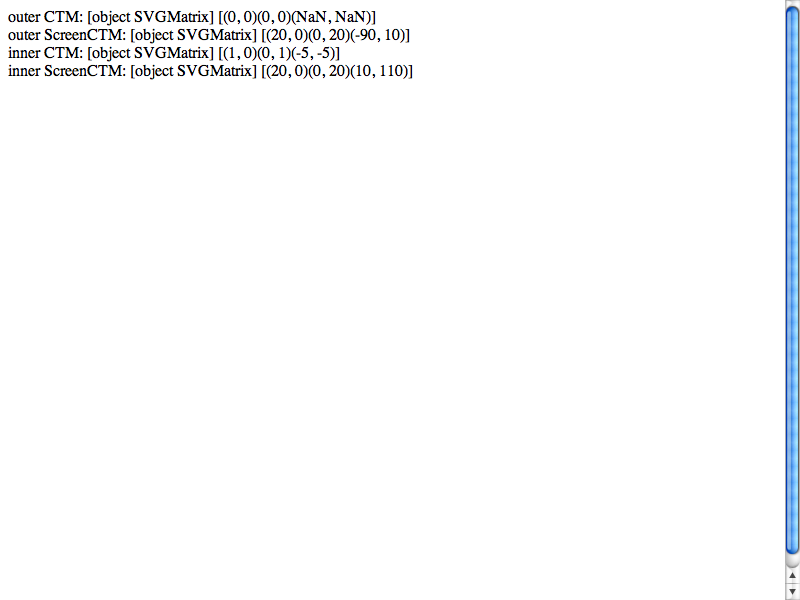 outer CTM: [object SVGMatrix] [(0, 0)(0, 0)(NaN, NaN)]
outer ScreenCTM: [object SVGMatrix] [(20, 0)(0, 20)(-90, 10)]
inner CTM: [object SVGMatrix] [(1, 0)(0, 1)(-5, -5)]
inner ScreenCTM: [object SVGMatrix] [(20, 0)(0, 20)(10, 110)]